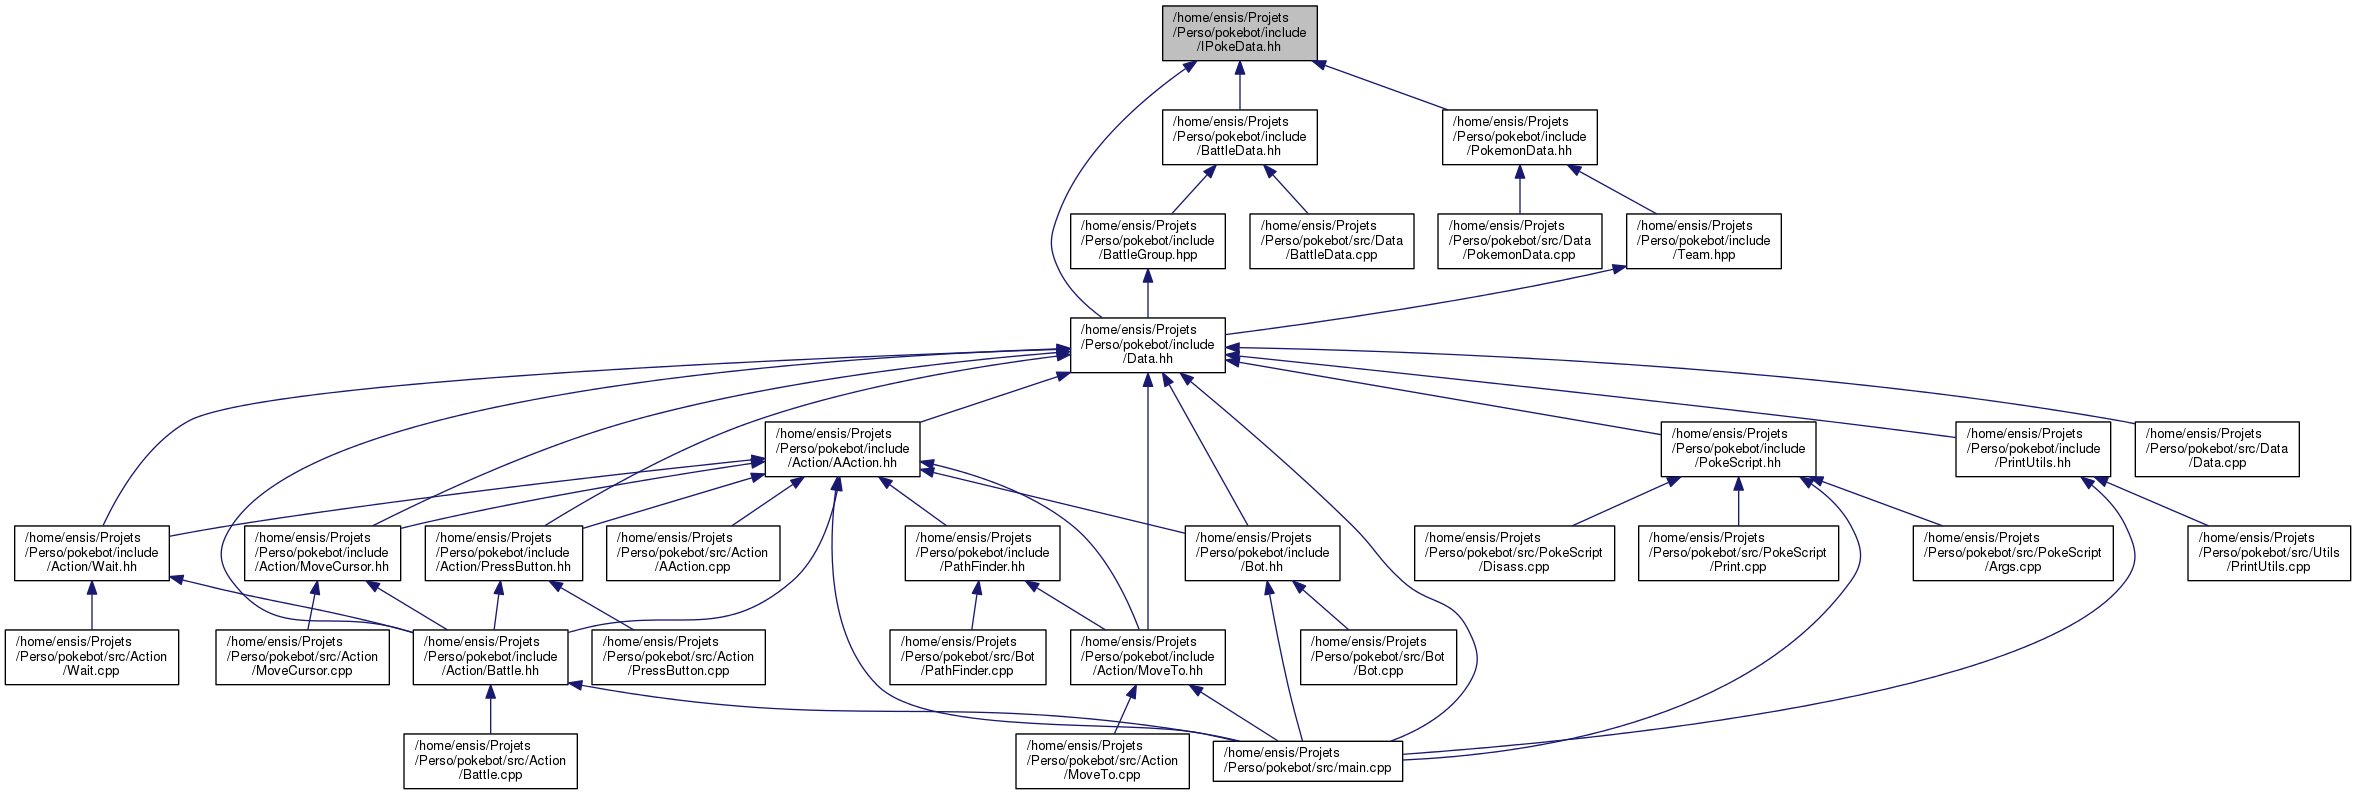 /home/ensis/Projets
/Perso/pokebot/include
/IPokeData.hh
/home/ensis/Projets
/Perso/pokebot/include
/BattleData.hh
/home/ensis/Projets
/Perso/pokebot/include
/PokemonData.hh
/home/ensis/Projets
/Perso/pokebot/include
/BattleGroup.hpp
/home/ensis/Projets
/Perso/pokebot/src/Data
/BattleData.cpp
/home/ensis/Projets
/Perso/pokebot/src/Data
/PokemonData.cpp
/home/ensis/Projets
/Perso/pokebot/include
/Team.hpp
/home/ensis/Projets
/Perso/pokebot/include
/Data.hh
/home/ensis/Projets
/Perso/pokebot/include
/Action/AAction.hh
/home/ensis/Projets
/Perso/pokebot/include
/PokeScript.hh
/home/ensis/Projets
/Perso/pokebot/include
/PrintUtils.hh
/home/ensis/Projets
/Perso/pokebot/src/Data
/Data.cpp
/home/ensis/Projets
/Perso/pokebot/include
/Action/Wait.hh
/home/ensis/Projets
/Perso/pokebot/include
/Action/MoveCursor.hh
/home/ensis/Projets
/Perso/pokebot/include
/Action/PressButton.hh
/home/ensis/Projets
/Perso/pokebot/src/Action
/AAction.cpp
/home/ensis/Projets
/Perso/pokebot/include
/PathFinder.hh
/home/ensis/Projets
/Perso/pokebot/include
/Bot.hh
/home/ensis/Projets
/Perso/pokebot/src/PokeScript
/Disass.cpp
/home/ensis/Projets
/Perso/pokebot/src/PokeScript
/Print.cpp
/home/ensis/Projets
/Perso/pokebot/src/PokeScript
/Args.cpp
/home/ensis/Projets
/Perso/pokebot/src/Utils
/PrintUtils.cpp
/home/ensis/Projets
/Perso/pokebot/src/Action
/Wait.cpp
/home/ensis/Projets
/Perso/pokebot/src/Action
/MoveCursor.cpp
/home/ensis/Projets
/Perso/pokebot/include
/Action/Battle.hh
/home/ensis/Projets
/Perso/pokebot/src/Action
/PressButton.cpp
/home/ensis/Projets
/Perso/pokebot/src/Bot
/PathFinder.cpp
/home/ensis/Projets
/Perso/pokebot/include
/Action/MoveTo.hh
/home/ensis/Projets
/Perso/pokebot/src/Bot
/Bot.cpp
/home/ensis/Projets
/Perso/pokebot/src/Action
/Battle.cpp
/home/ensis/Projets
/Perso/pokebot/src/Action
/MoveTo.cpp
/home/ensis/Projets
/Perso/pokebot/src/main.cpp